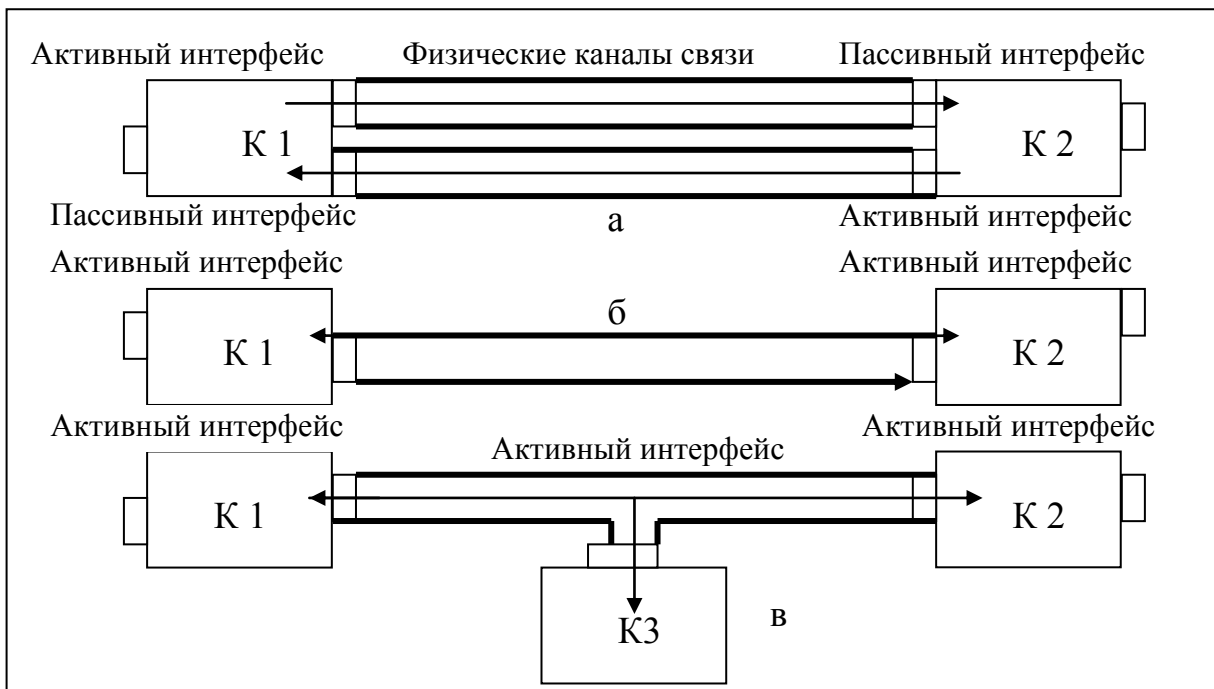 Активный интерфейс Физические каналы связи Пассивный интерфейс
К 1 К 2
Пассивный интерфейс а Активный интерфейс
Активный интерфейс Активный интерфейс
б
К 1 К 2
Активный интерфейс Активный интерфейс
Активный интерфейс
К 1 К 2
К3 в